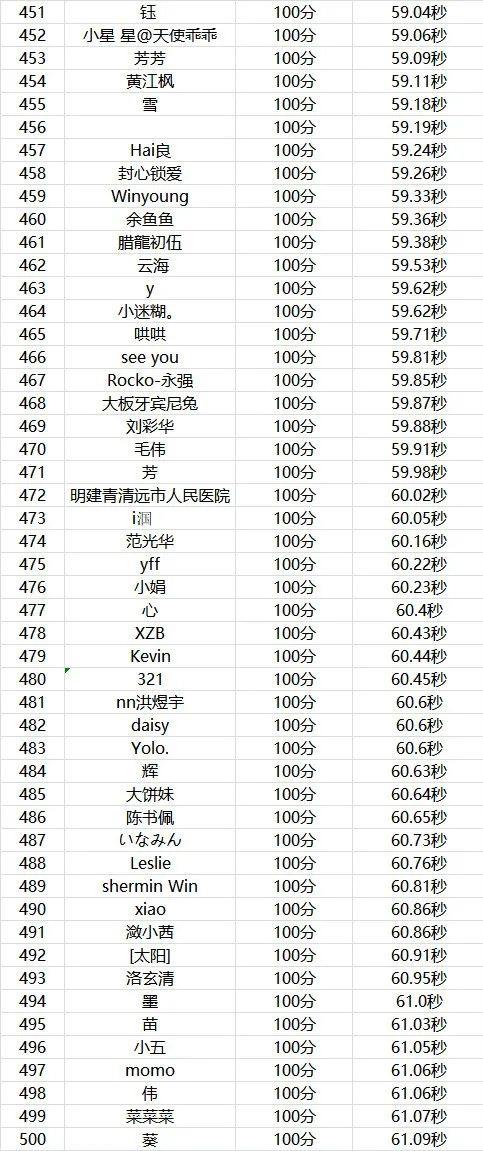 451 钰 100分 59.04秒
452 小星 星@天使乖乖 100分 59.06秒
453 芳芳 100分 59.09秒
454 黄江枫 100分 59.11秒
455 雪 100分 59.18秒
456 100分 59.19秒
457 Hai良 100分 59.24秒
458 封心锁爱 100分 59.26秒
459 Winyoung 100分 59.33秒
460 余鱼鱼 100分 59.36秒
461 腊龍初伍 100分 59.38秒
462 云海 100分 59.53秒
463 y 100分 59.62秒
464 小迷糊。 100分 59.62秒
465 哄哄 100分 59.71秒
466 see you 100分 59.81秒
467 Rocko-永强 100分 59.85秒
468 大板牙宾尼兔 100分 59.87秒
469 刘彩华 100分 59.88秒
470 毛伟 100分 59.91秒
471 芳 100分 59.98秒
472 明建青清远市人民医院 100分 60.02秒
473 i 100分 60.05秒
474 范光华 100分 60.16秒
475 yff 100分 60.22秒
476 小娟 100分 60.23秒
477 心 100分 60.4秒
478 XZB 100分 60.43秒
479 Kevin 100分 60.44秒
480 321 100分 60.45秒
481 nn洪煜宇 100分 60.6秒
482 daisy 100分 60.6秒
483 Yolo. 100分 60.6秒
484 辉 100分 60.63秒
485 大饼妹 100分 60.64秒
486 陈书佩 100分 60.65秒
487 いなみん 100分 60.73秒
488 Leslie 100分 60.76秒
489 shermin Win 100分 60.81秒
490 xiao 100分 60.86秒
491 潋小茜 100分 60.86秒
492 [太阳] 100分 60.91秒
493 洛玄清 100分 60.95秒
494 墨 100分 61.0秒
495 苗 100分 61.03秒
496 小五 100分 61.05秒
497 momo 100分 61.06秒
498 伟 100分 61.06秒
499 菜菜菜 100分 61.07秒
500 葵 100分 61.09秒